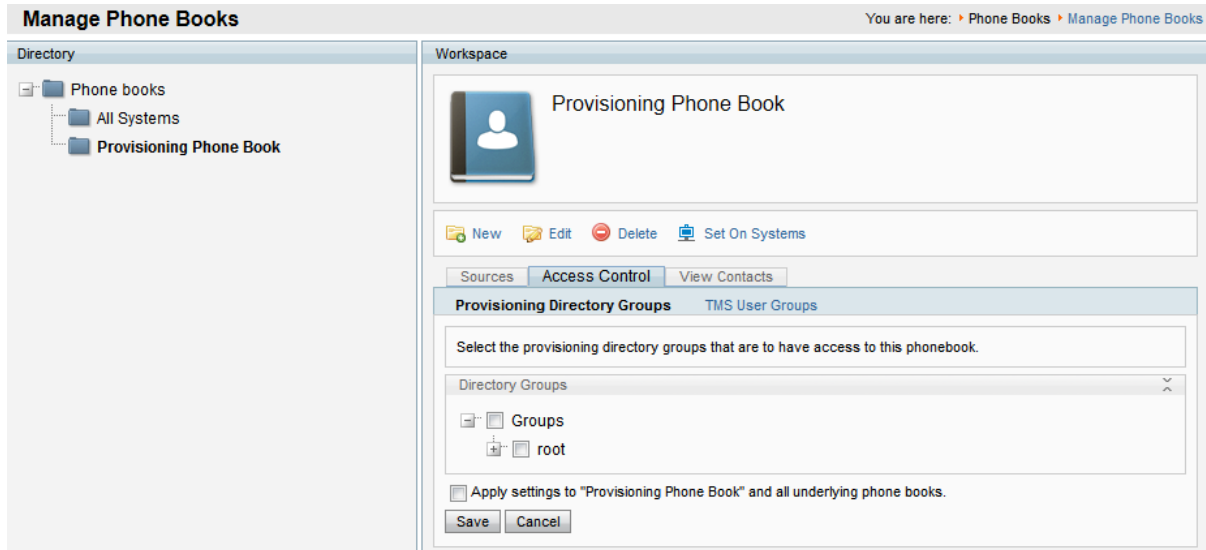 Manage Phone Books
You are here: Phone Books Manage Phone Books
Directory
Phone books
All Systems
Provisioning Phone Book
Workspace
Provisioning Phone Book
New Edit Delete Set On Systems
Sources Access Control View Contacts
Provisioning Directory Groups TMS User Groups
Select the provisioning directory groups that are to have access to this phonebook.
Directory Groups
Groups
root
Apply settings to "Provisioning Phone Book" and all underlying phone books.
Save Cancel